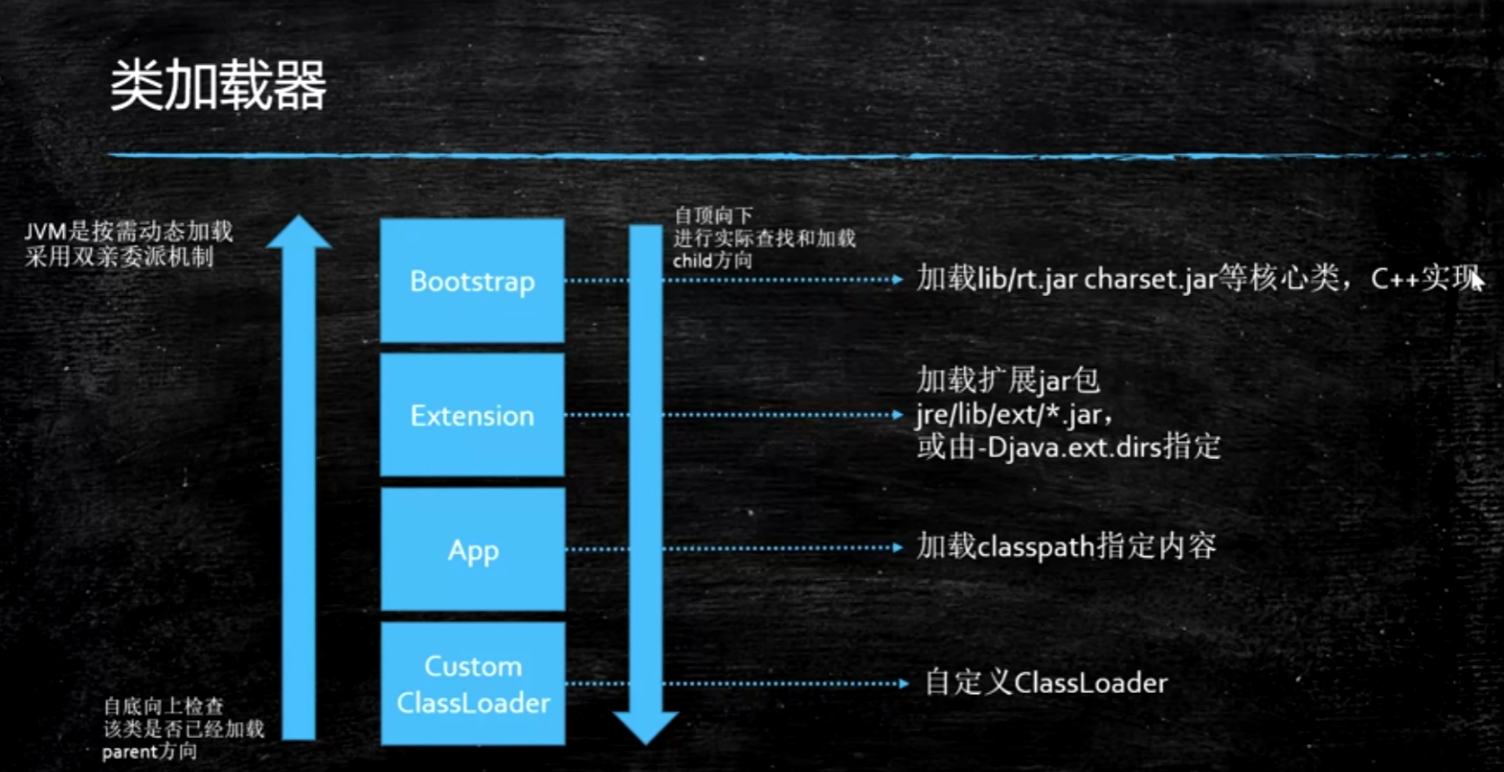 类加载器
JVM是按需动态加载
采用双亲委派机制
自顶向下
进行实际查找和加载
child方向
Bootstrap
加载lib/rt.jar charset.jar等核心类，C++实现
Extension
加载扩展jar包
jre/lib/ext/*.jar，
或由-Djava.ext.dirs指定
App
加载classpath指定内容
Custom
ClassLoader
自定义ClassLoader
自底向上检查
该类是否已经加载
parent方向